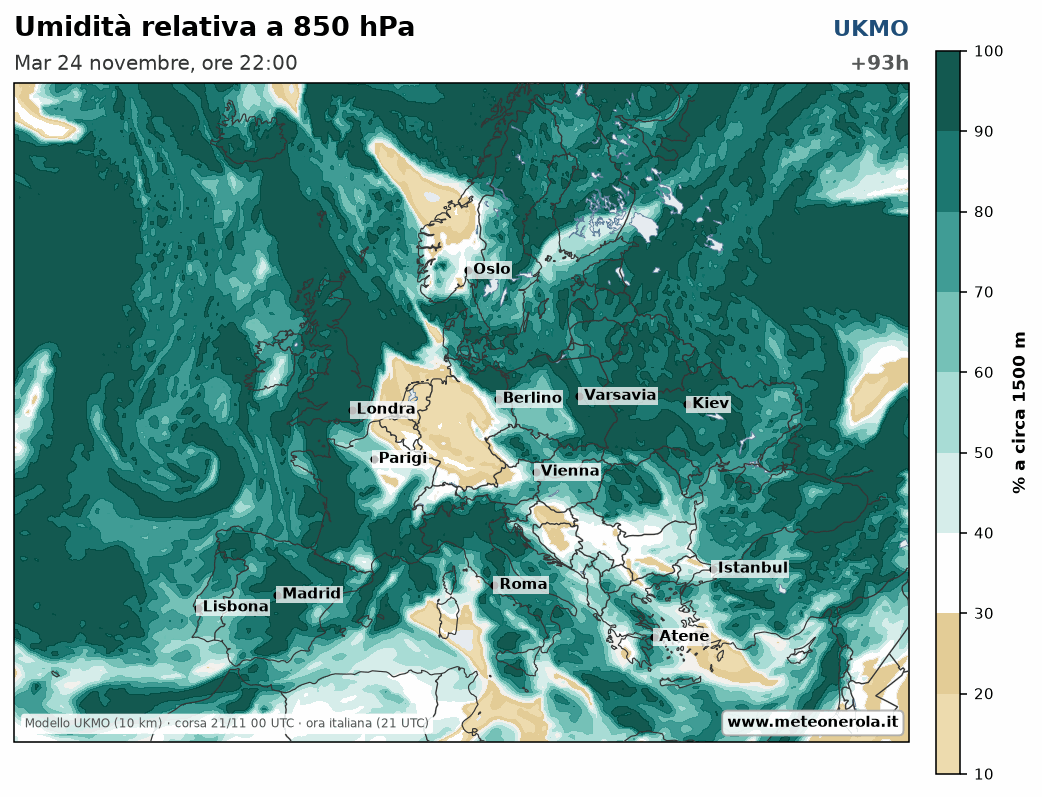 Umidità relativa a 850 hPa
UKMO
Mar 24 novembre, ore 22:00
+93h
100
90
80
70
60
50
40
30
20
10
% a circa 1500 m
Oslo
Berlino
Varsavia
Kiev
Londra
Parigi
Vienna
Istanbul
Roma
Madrid
Lisbona
Atene
Modello UKMO (10 km) · corsa 21/11 00 UTC · ora italiana (21 UTC)
www.meteonerola.it